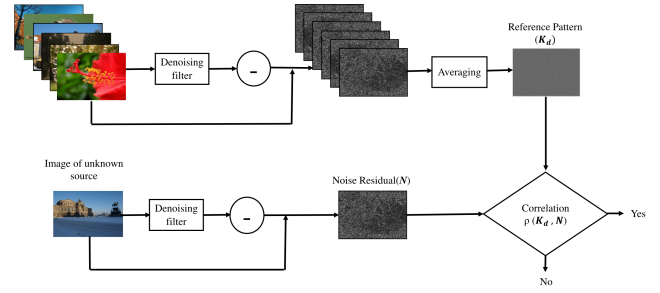 Reference Pattern
(K_d)
Denoising
filter
-
Averaging
Image of unknown
source
Noise Residual(N)
Denoising
filter
-
Correlation
ρ (K_d , N)
Yes
No